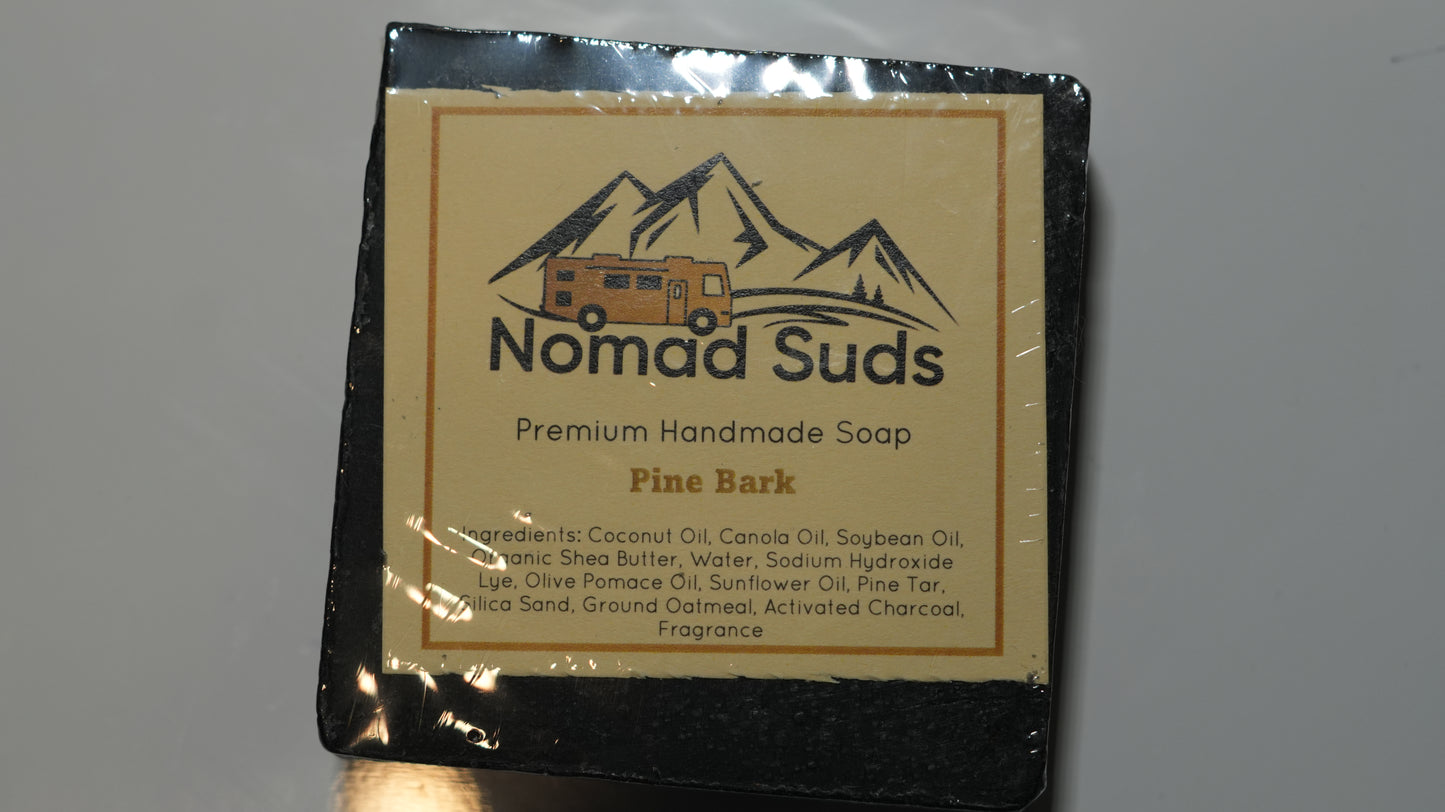 Nomad Suds
Premium Handmade Soap
Pine Bark
Ingredients: Coconut Oil, Canola Oil, Soybean Oil,
Organic Shea Butter, Water, Sodium Hydroxide
Lye, Olive Pomace Oil, Sunflower Oil, Pine Tar,
Silica Sand, Ground Oatmeal, Activated Charcoal,
Fragrance